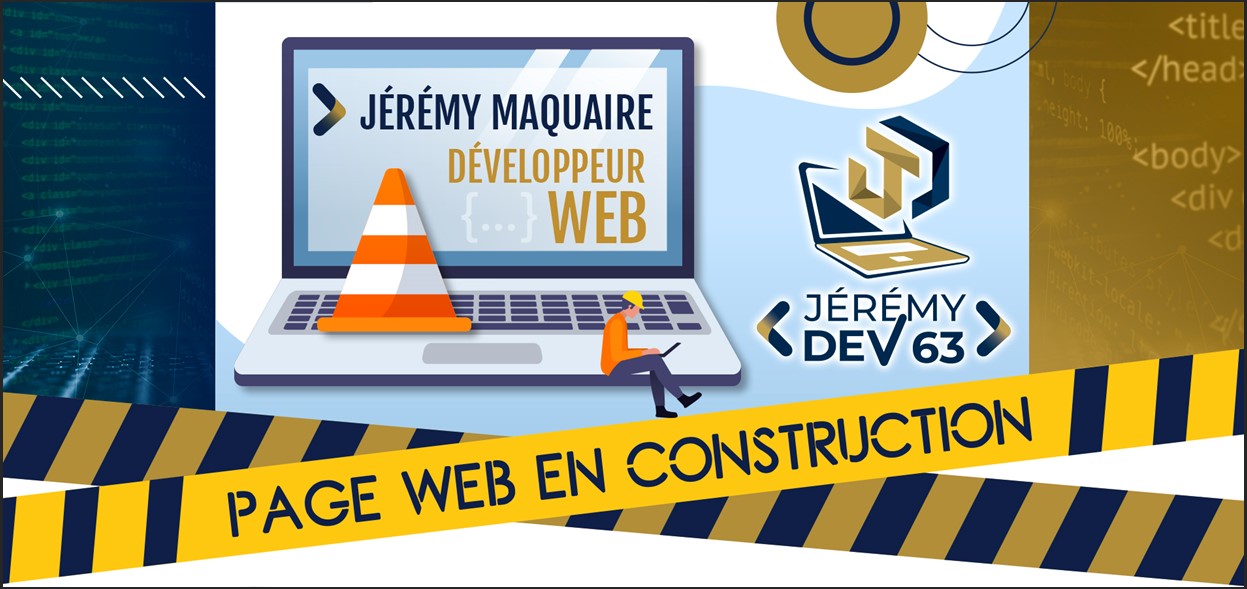 JÉRÉMY MAQUAIRE
DÉVELOPPEUR
{...} WEB
JÉRÉMY
DEV 63
PAGE WEB EN CONSTRUCTION
<title
</head>
<body>
<div
<d
</